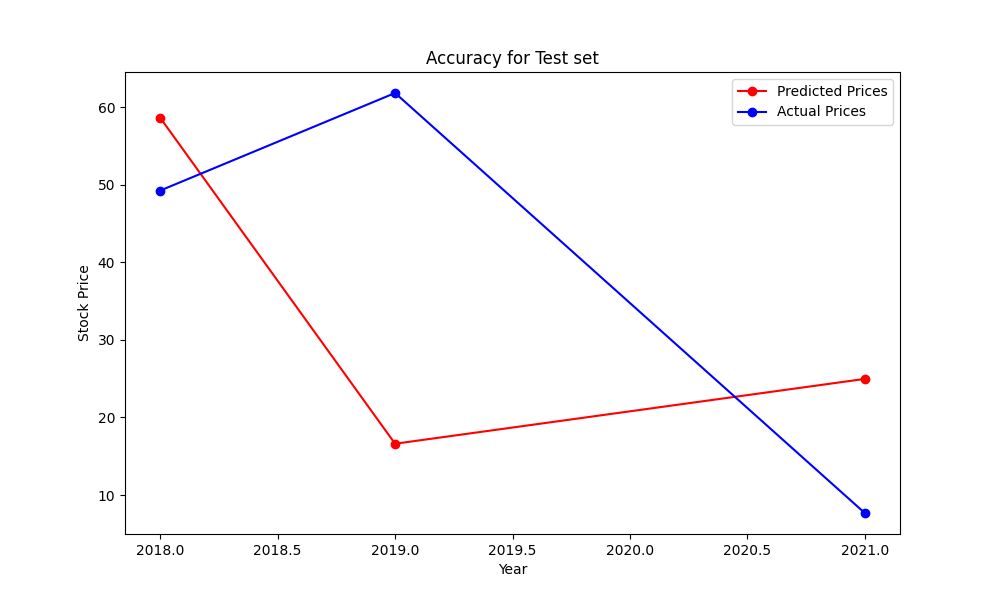 Accuracy for Test set
Predicted Prices
Actual Prices
60
50
40
30
20
10
Stock Price
2018.0 2018.5 2019.0 2019.5 2020.0 2020.5 2021.0
Year